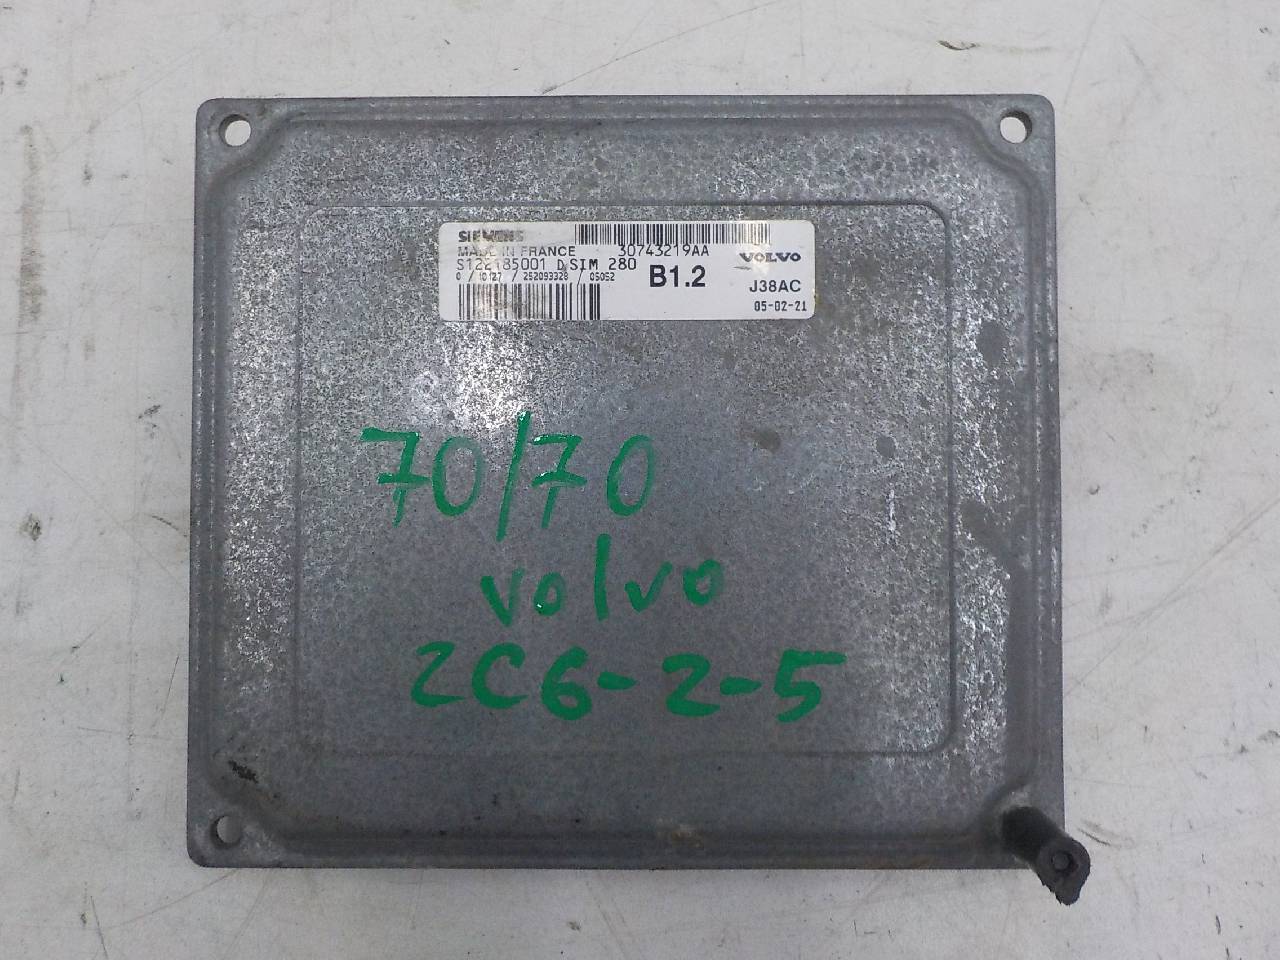 SIEMENS
MADE IN FRANCE 30743219AA VOLVO
S122185001 D SIM 280 B1.2 J38AC
0 / 10127 / 252093328 / 05052 05-02-21
70/70
volvo
2C6-2-5